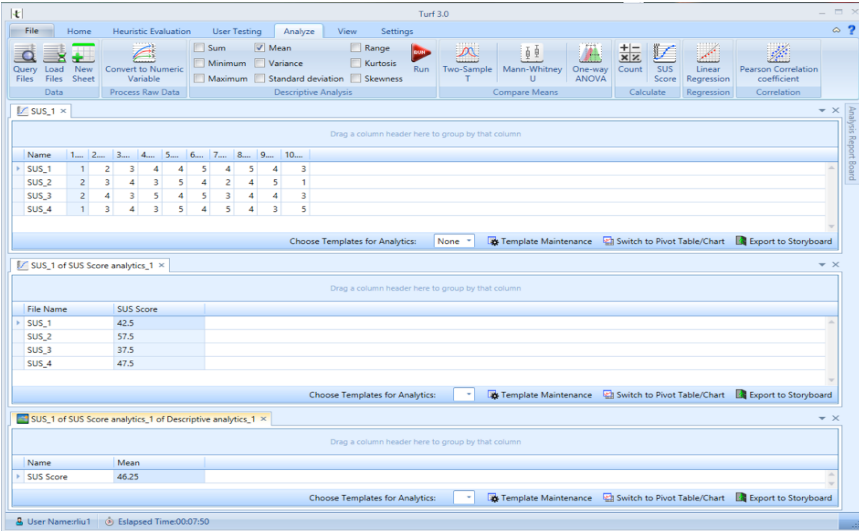 Turf 3.0
File Home Heuristic Evaluation User Testing Analyze View Settings
Sum Mean Range
Minimum Variance Kurtosis
Maximum Standard deviation Skewness
Query Files Load Files New Sheet Convert to Numeric Variable Run Two-Sample T Mann-Whitney U One-way ANOVA Count SUS Score Linear Regression Pearson Correlation coefficient
Data Process Raw Data Descriptive Analysis Compare Means Calculate Regression Correlation
Analysis Report Board
SUS_1
Drag a column header here to group by that column
Name 1.... 2.... 3.... 4.... 5.... 6.... 7.... 8.... 9.... 10....
SUS_1 1 2 3 4 4 5 4 5 4 3
SUS_2 2 3 4 3 5 4 2 4 5 1
SUS_3 2 4 3 5 4 5 3 4 4 3
SUS_4 1 3 4 3 5 4 5 4 3 5
Choose Templates for Analytics: None Template Maintenance Switch to Pivot Table/Chart Export to Storyboard
SUS_1 of SUS Score analytics_1
Drag a column header here to group by that column
File Name SUS Score
SUS_1 42.5
SUS_2 57.5
SUS_3 37.5
SUS_4 47.5
Choose Templates for Analytics: Template Maintenance Switch to Pivot Table/Chart Export to Storyboard
SUS_1 of SUS Score analytics_1 of Descriptive analytics_1
Drag a column header here to group by that column
Name Mean
SUS Score 46.25
Choose Templates for Analytics: Template Maintenance Switch to Pivot Table/Chart Export to Storyboard
User Name:rliu1 Eslapsed Time:00:07:50